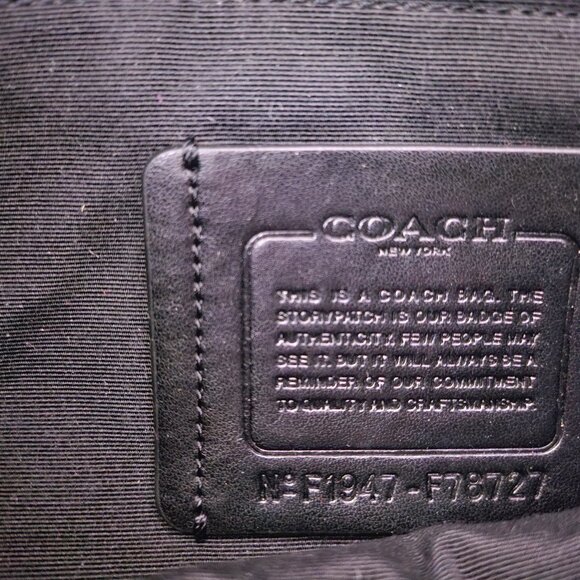 COACH
NEW YORK
THIS IS A COACH BAG. THE
STORYPATCH IS OUR BADGE OF
AUTHENTICITY. FEW PEOPLE MAY
SEE IT. BUT IT WILL ALWAYS BE A
REMINDER OF OUR COMMITMENT
TO QUALITY AND CRAFTSMANSHIP.
Nº F1947-F76727